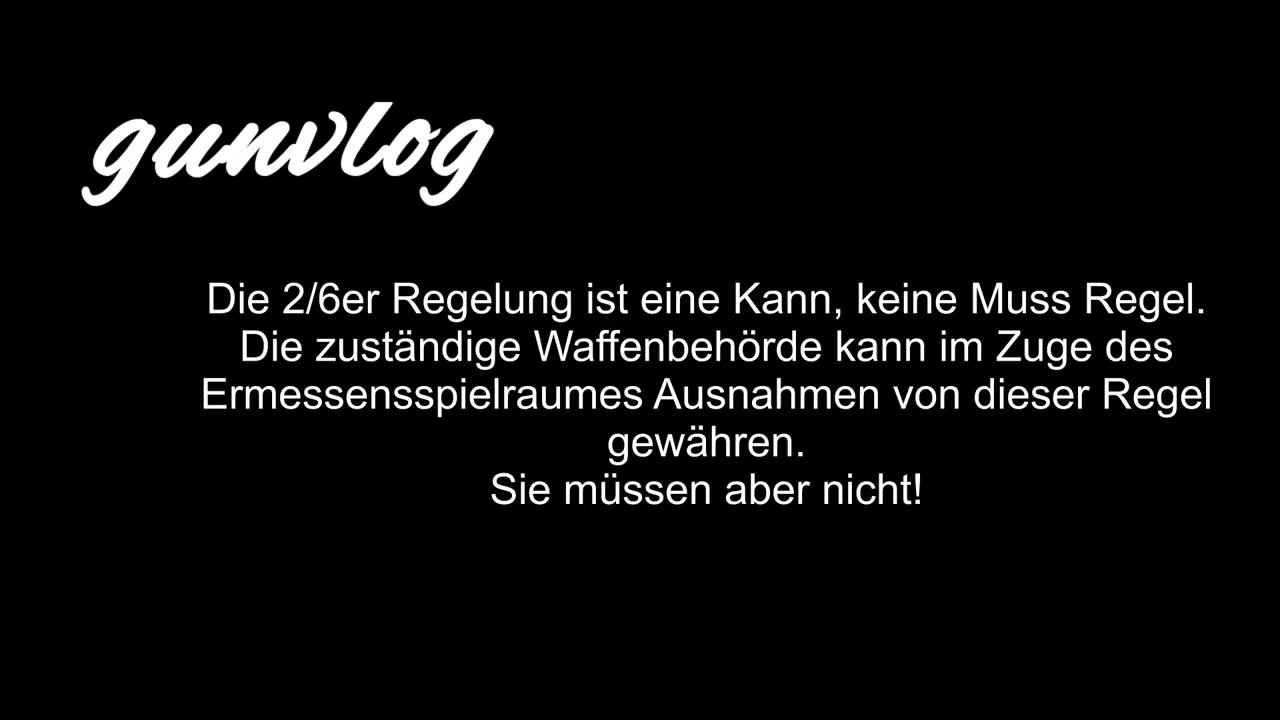 gunvlog
Die 2/6er Regelung ist eine Kann, keine Muss Regel.
Die zuständige Waffenbehörde kann im Zuge des
Ermessensspielraumes Ausnahmen von dieser Regel
gewähren.
Sie müssen aber nicht!